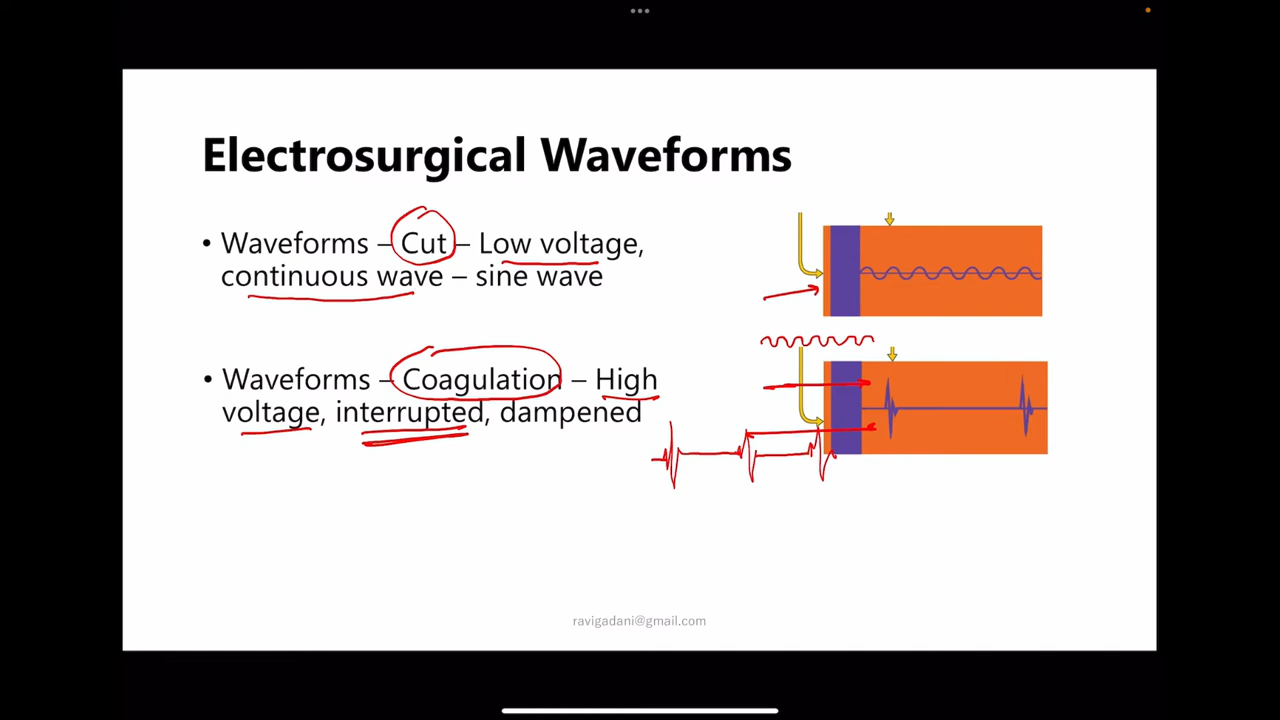 Electrosurgical Waveforms
• Waveforms – Cut – Low voltage,
continuous wave – sine wave
• Waveforms – Coagulation – High
voltage, interrupted, dampened
ravigadani@gmail.com